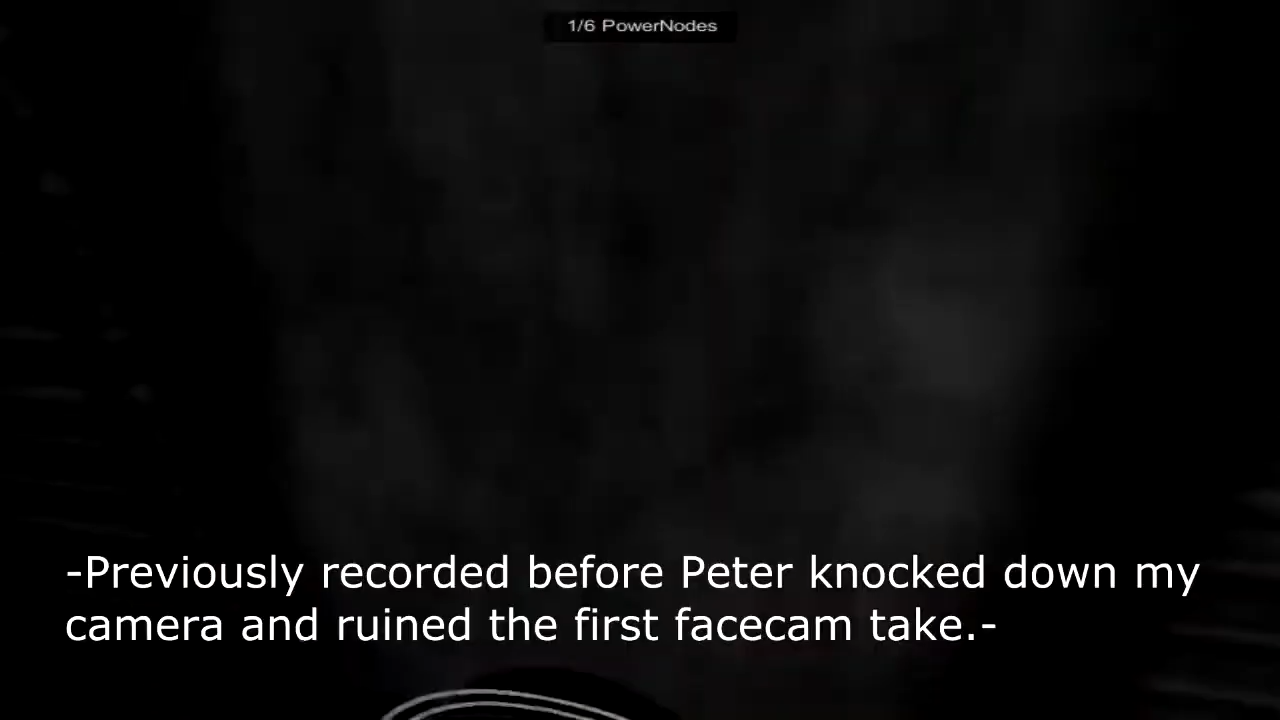 1/6 PowerNodes
-Previously recorded before Peter knocked down my
camera and ruined the first facecam take.-